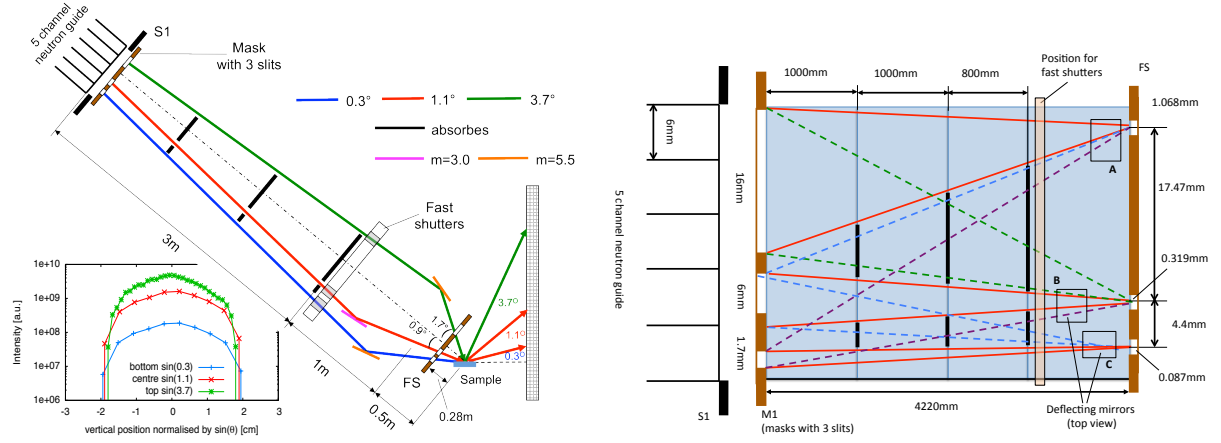 5 channel
neutron guide
S1
Mask
with 3 slits
0.3°
1.1°
3.7°
absorbes
m=3.0
m=5.5
Fast
shutters
3m
1m
0.5m
0.28m
0.9°
1.7°
3.7°
1.1°
0.3°
FS
Sample
Intensity [a.u.]
1e+10
1e+09
1e+08
1e+07
1e+06
bottom sin(0.3)
centre sin(1.1)
top sin(3.7)
-3
-2
-1
0
1
2
3
vertical position normalised by sin(θ) [cm]
1000mm
1000mm
800mm
Position for
fast shutters
FS
1.068mm
6mm
5 channel neutron guide
16mm
6mm
1.7mm
A
B
C
17.47mm
0.319mm
4.4mm
0.087mm
4220mm
Deflecting mirrors
(top view)
S1
M1
(masks with 3 slits)